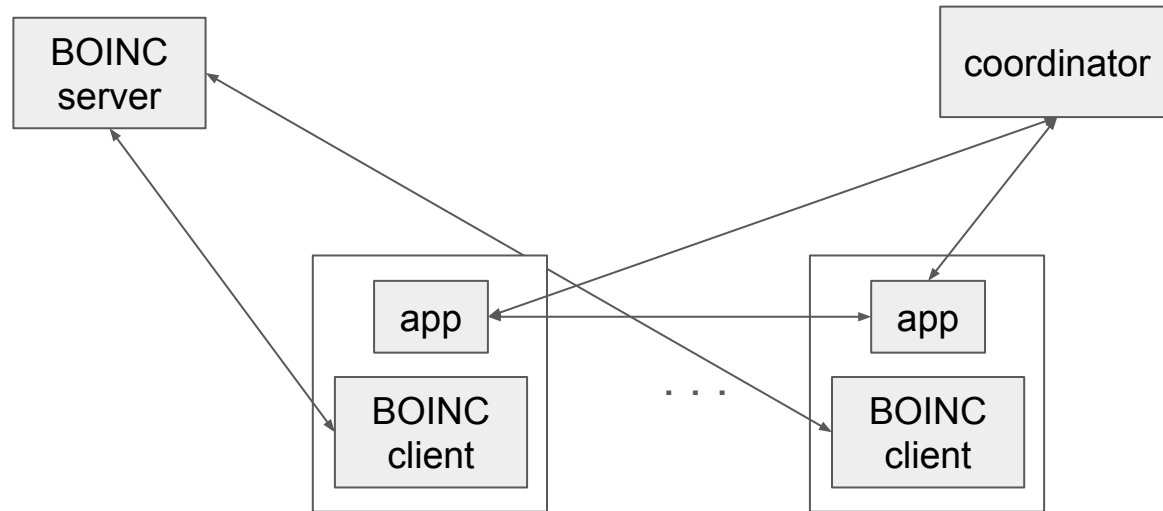 BOINC
server
coordinator
app
app
. . .
BOINC
client
BOINC
client